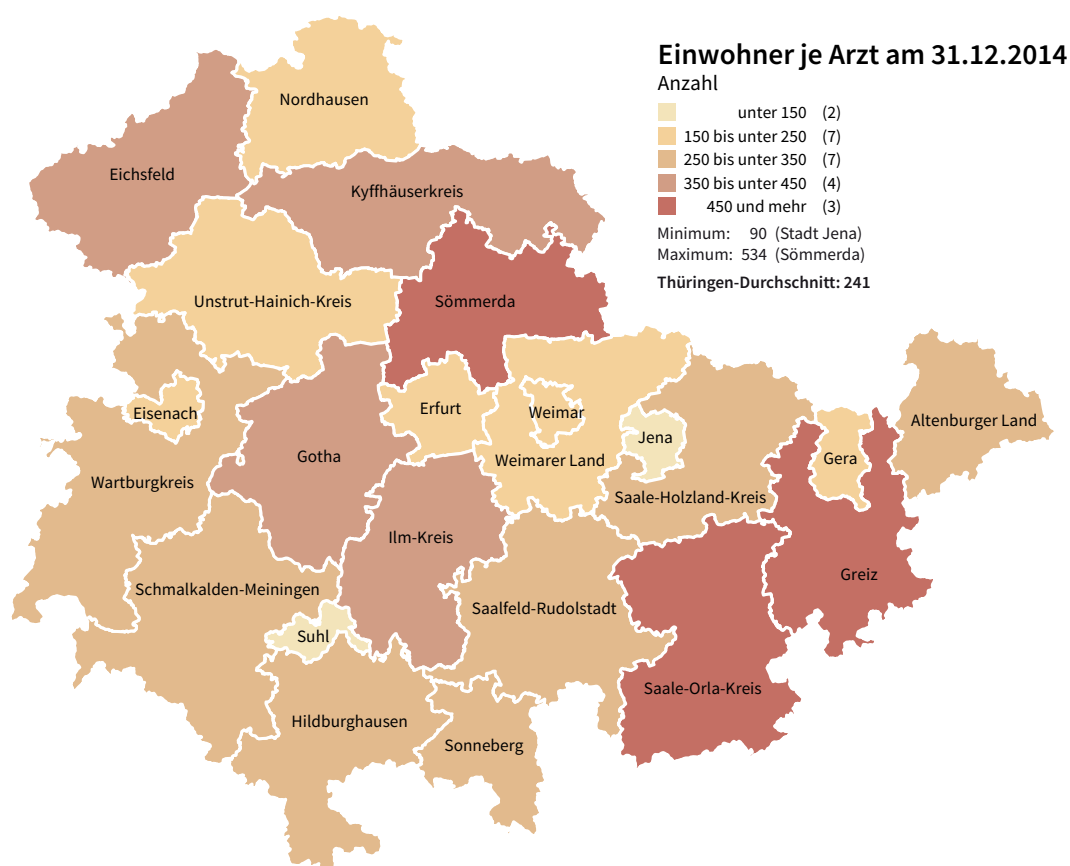 Einwohner je Arzt am 31.12.2014
Anzahl
unter 150 (2)
150 bis unter 250 (7)
250 bis unter 350 (7)
350 bis unter 450 (4)
450 und mehr (3)
Minimum: 90 (Stadt Jena)
Maximum: 534 (Sömmerda)
Thüringen-Durchschnitt: 241
Nordhausen
Eichsfeld
Kyffhäuserkreis
Unstrut-Hainich-Kreis
Sömmerda
Eisenach
Erfurt
Weimar
Altenburger Land
Jena
Gotha
Weimarer Land
Gera
Wartburgkreis
Saale-Holzland-Kreis
Ilm-Kreis
Greiz
Schmalkalden-Meiningen
Saalfeld-Rudolstadt
Suhl
Saale-Orla-Kreis
Hildburghausen
Sonneberg